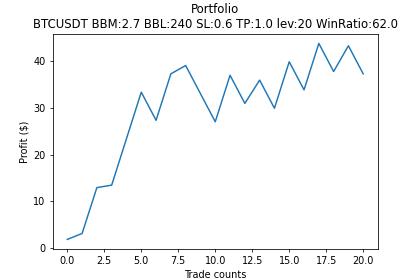 Portfolio
BTCUSDT BBM:2.7 BBL:240 SL:0.6 TP:1.0 lev:20 WinRatio:62.0
40
30
20
10
0
Profit ($)
0.0 2.5 5.0 7.5 10.0 12.5 15.0 17.5 20.0
Trade counts